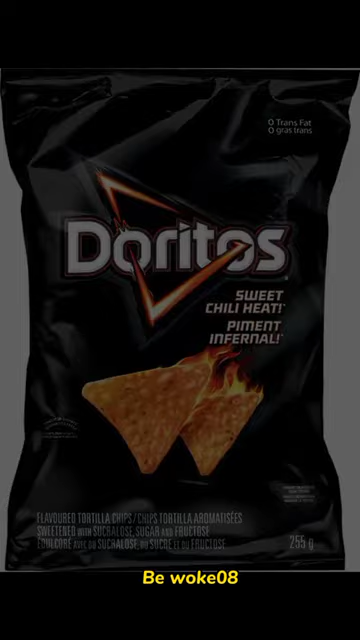 0 Trans Fat
0 gras trans
Doritos
SWEET
CHILI HEAT!
PIMENT
INFERNAL!
FLAVOURED TORTILLA CHIPS / CHIPS TORTILLA AROMATISÉES
SWEETENED WITH SUCRALOSE, SUGAR AND FRUCTOSE
ÉDULCORÉ AVEC DU SUCRALOSE, DU SUCRE ET DU FRUCTOSE
255 g
Be woke08